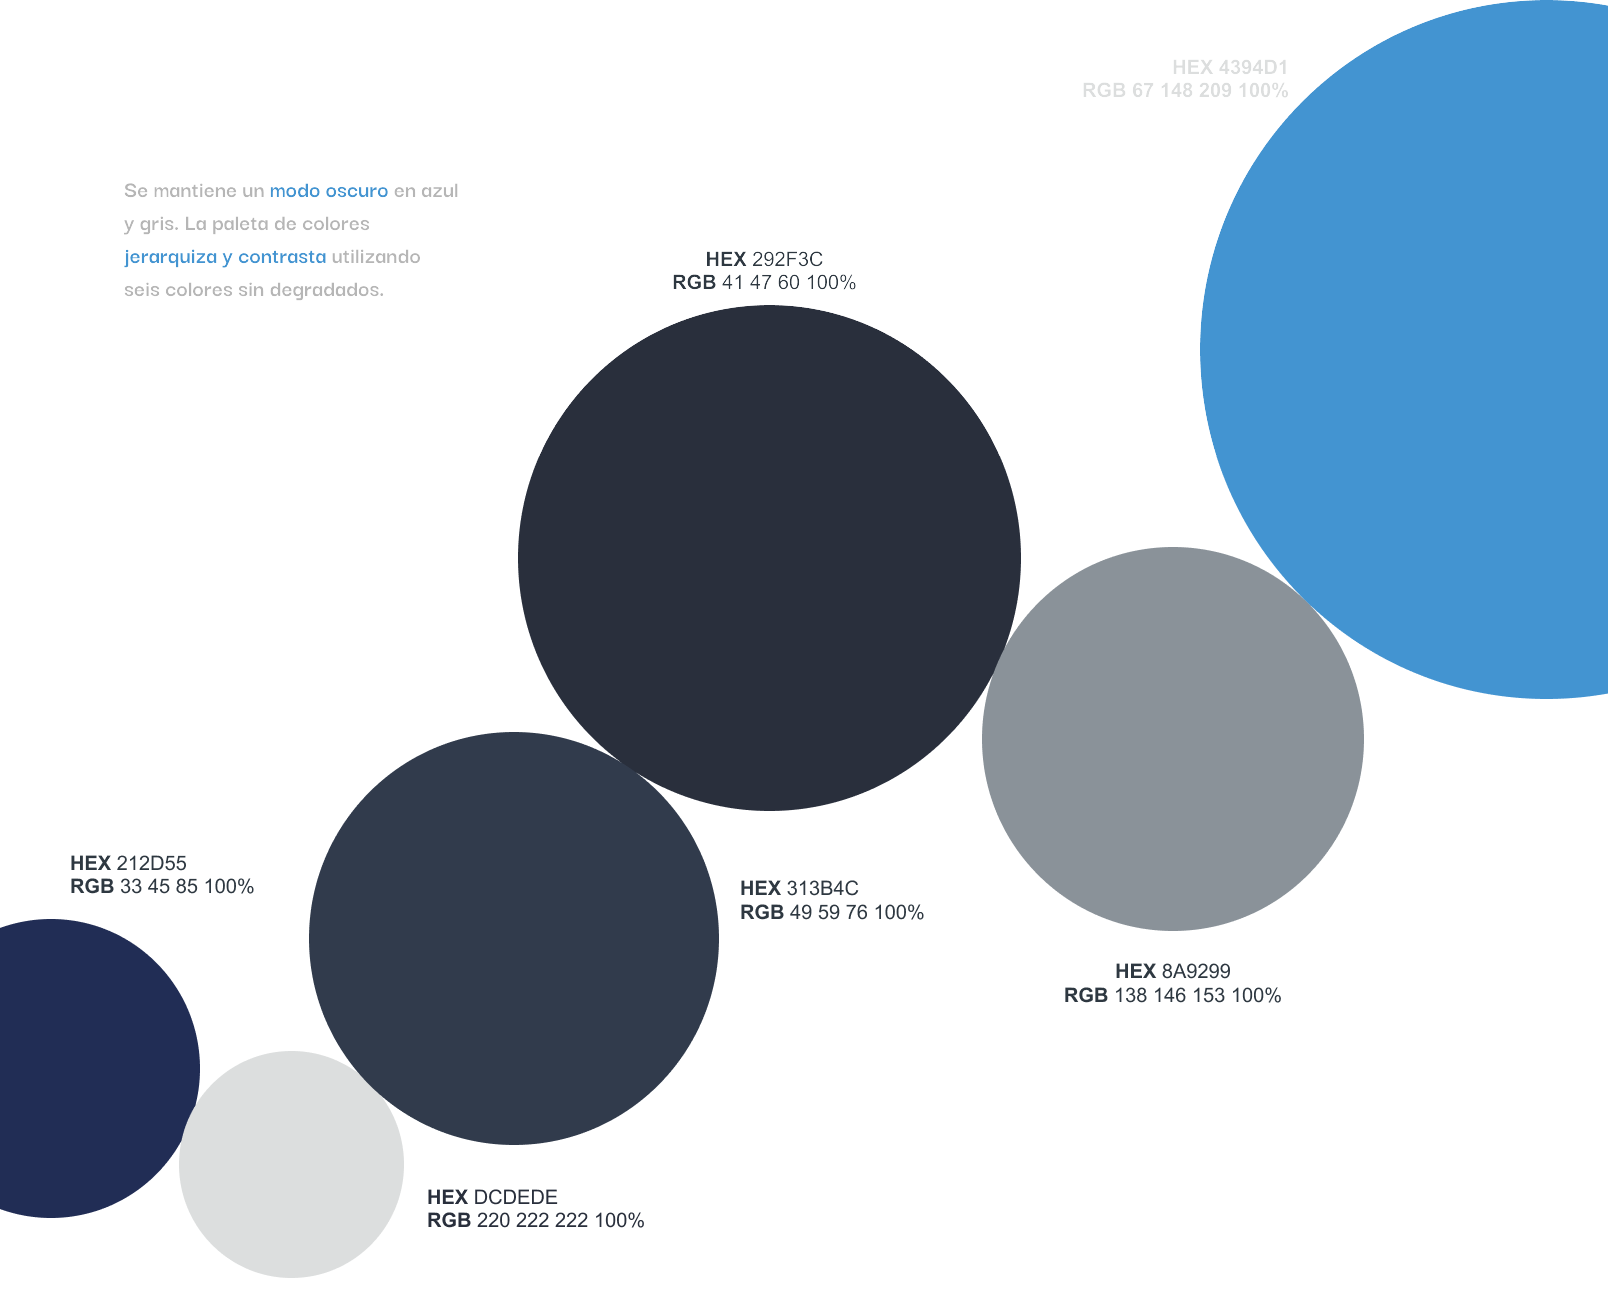 HEX 4394D1
RGB 67 148 209 100%
Se mantiene un modo oscuro en azul
y gris. La paleta de colores
jerarquiza y contrasta utilizando
seis colores sin degradados.
HEX 292F3C
RGB 41 47 60 100%
HEX 212D55
RGB 33 45 85 100%
HEX 313B4C
RGB 49 59 76 100%
HEX 8A9299
RGB 138 146 153 100%
HEX DCDEDE
RGB 220 222 222 100%